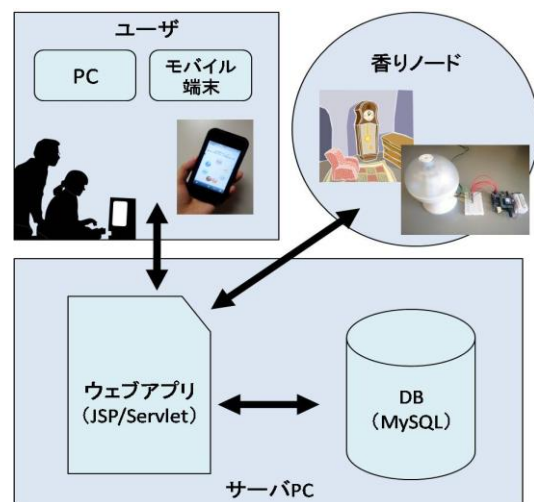 ユーザ
PC
モバイル
端末
香りノード
ウェブアプリ
(JSP/Servlet)
DB
(MySQL)
サーバPC